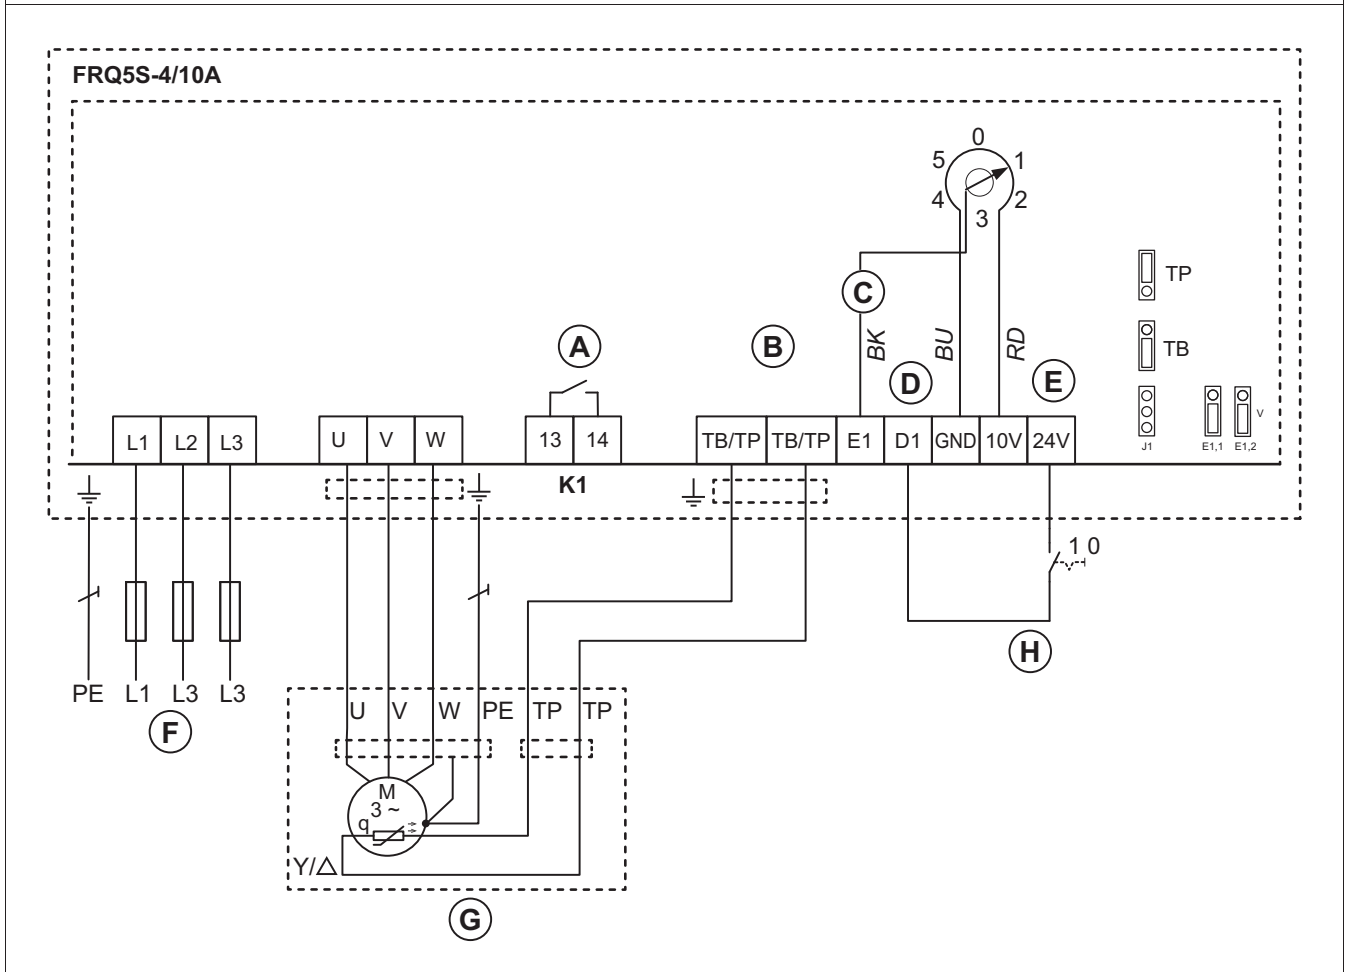 FRQ5S-4/10A
0
5 1
4 2
3
TP
C
A B BK BU RD TB
D E
L1 L2 L3 U V W 13 14 TB/TP TB/TP E1 D1 GND 10V 24V V
J1 E1,1 E1,2
K1
1 0
H
PE L1 L3 L3
U V W PE TP TP
F
M
3 ~
q
Y/△
G